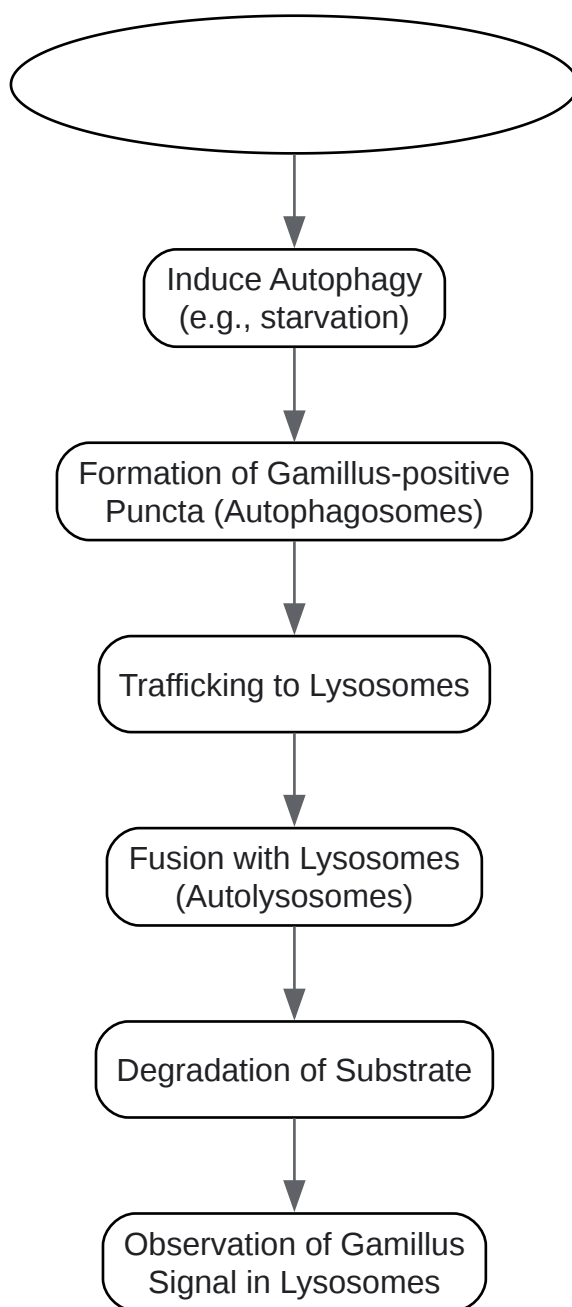 Induce Autophagy
(e.g., starvation)
Formation of Gamillus-positive
Puncta (Autophagosomes)
Trafficking to Lysosomes
Fusion with Lysosomes
(Autolysosomes)
Degradation of Substrate
Observation of Gamillus
Signal in Lysosomes